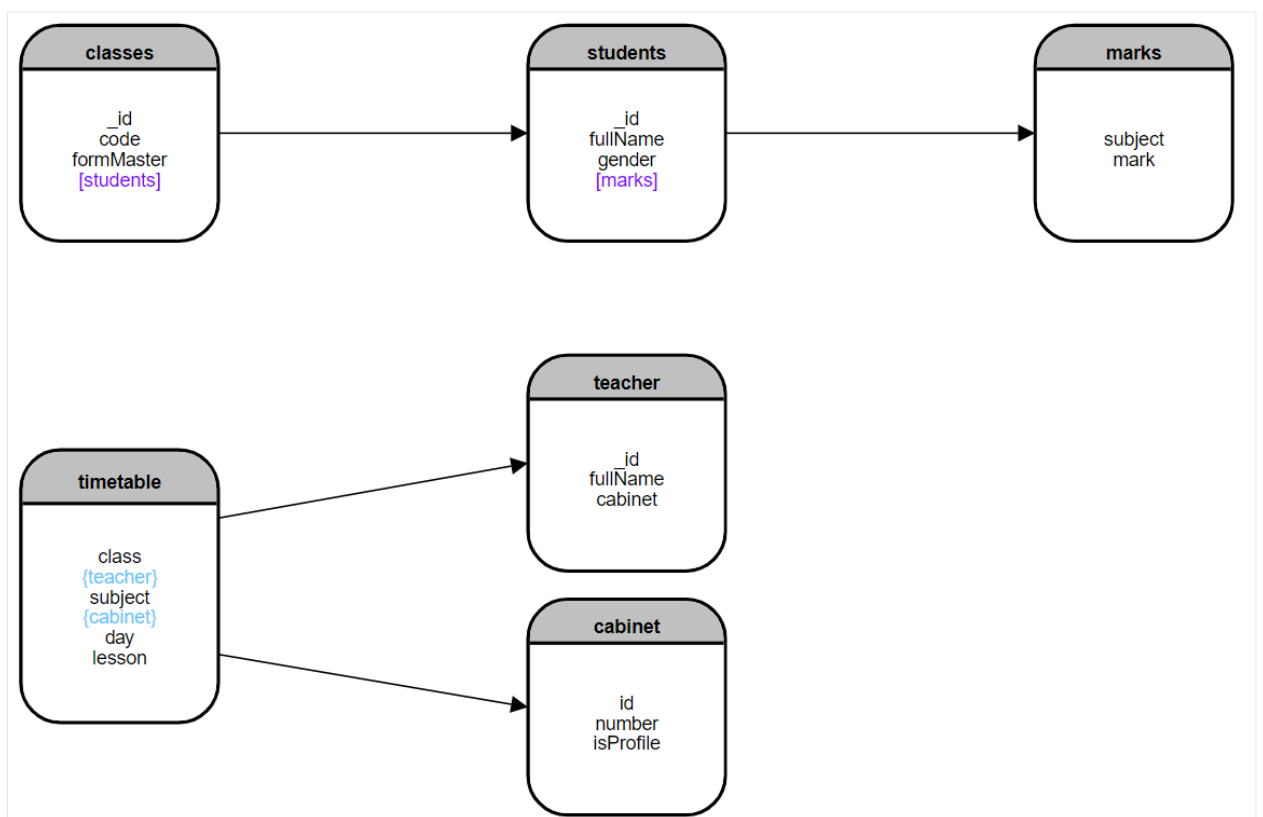 classes
_id
code
formMaster
[students]
students
_id
fullName
gender
[marks]
marks
subject
mark
timetable
class
{teacher}
subject
{cabinet}
day
lesson
teacher
_id
fullName
cabinet
cabinet
id
number
isProfile